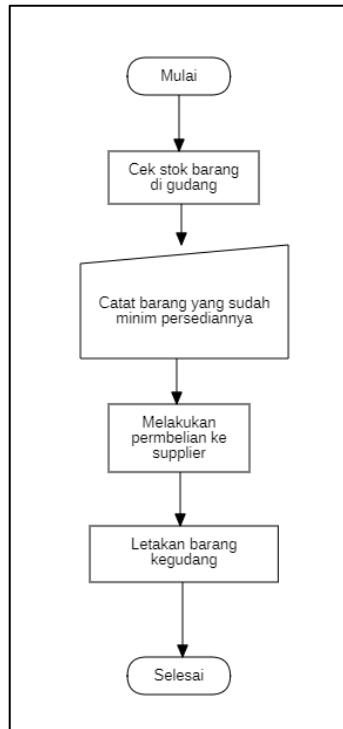 Mulai
Cek stok barang
di gudang
Catat barang yang sudah
minim persediannya
Melakukan
permbelian ke
supplier
Letakan barang
kegudang
Selesai